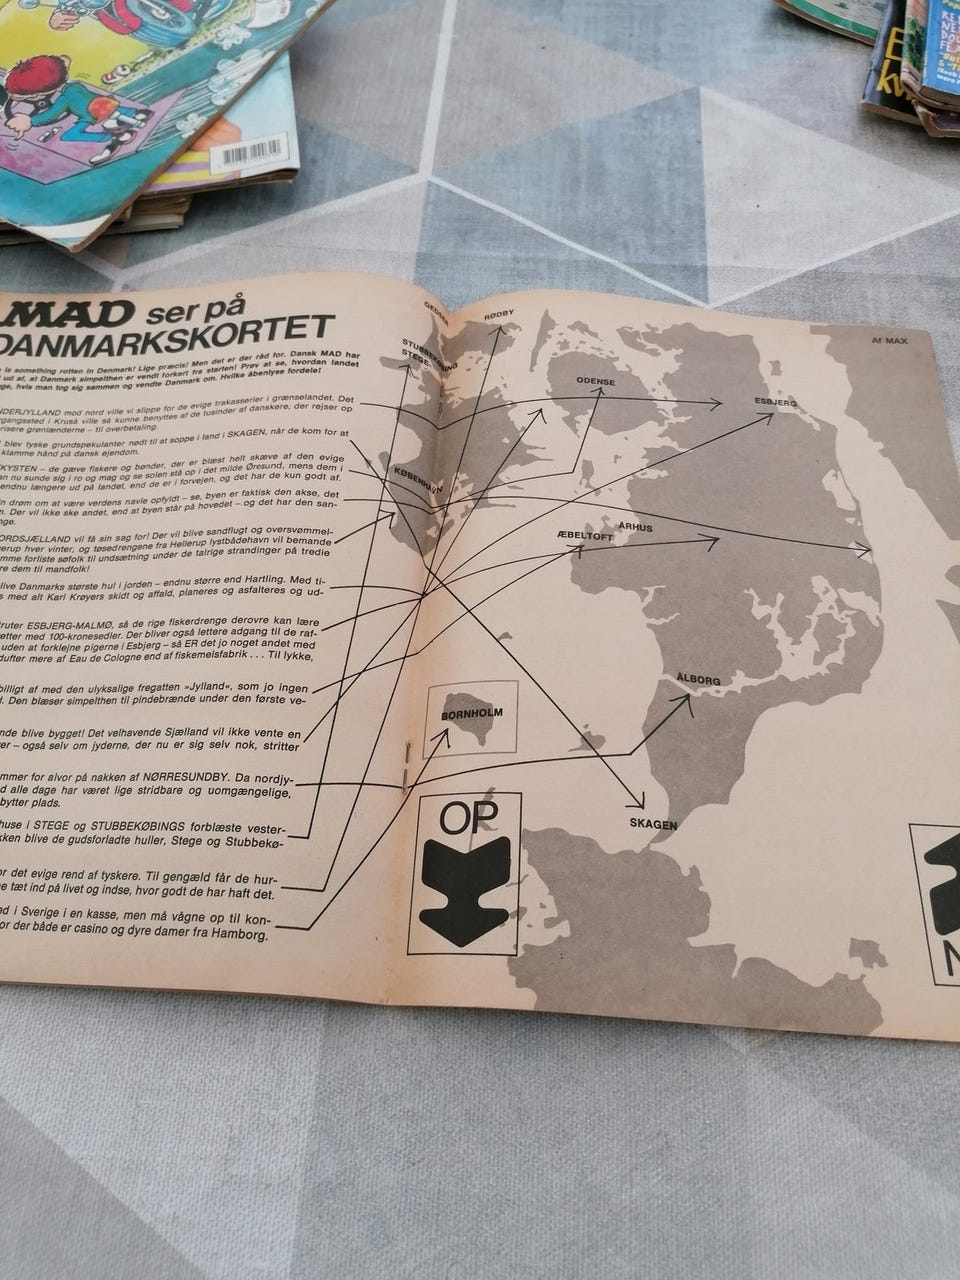 MAD ser på
DANMARKSKORTET
is something rotten in Denmark! Lige præcis! Men det er der råd for. Dansk MAD har
ud af, at Danmark simpelthen er vendt forkert fra starten! Prøv at se, hvordan landet
hvis man tog sig sammen og vendte Danmark om. Hvilke åbenlyse fordele!
NDERJYLLAND mod nord ville vi slippe for de evige trakasserier i grænselandet. Det
rgangssted i Kruså ville så kunne benyttes af de tusinder af danskere, der rejser op
grønlænderne – til overbetaling.
blev tyske grundspekulanter nødt til at soppe i land i SKAGEN, når de kom for at
klamme hånd på dansk ejendom.
KYSTEN – de gæve fiskere og bønder, der er blæst helt skæve af den evige
an nu sunde sig i ro og mag og se solen stå op i det milde Øresund, mens dem i
endnu længere ud på landet, end de er i forvejen, og det har de kun godt af.
in drøm om at være verdens navle opfyldt – se, byen er faktisk den akse, det
n. Der vil ikke ske andet, end at byen står på hovedet – og det har den san-
nge.
ORDSJÆLLAND vil få sin sag for! Der vil blive sandflugt og oversvømmel-
erup hver vinter, og tøsedrengene fra Hellerup lystbådehavn vil bemande
mme forliste søfolk til undsætning under de talrige strandinger på tredie
re dem til mandfolk!
live Danmarks største hul i jorden – endnu større end Hartling. Med ti-
s med alt Karl Krøyers skidt og affald, planeres og asfalteres og ud-
ruter ESBJERG-MALMØ, så de rige fiskerdrenge derovre kan lære
etter med 100-kronesedler. Der bliver også lettere adgang til de raf-
uden at forklejne pigerne i Esbjerg – så ER det jo noget andet med
dufter mere af Eau de Cologne end af fiskemelsfabrik . . . Til lykke,
billigt af med den ulyksalige fregatten »Jylland«, som jo ingen
d. Den blæser simpelthen til pindebrænde under den første ve-
nde blive bygget! Det velhavende Sjælland vil ikke vente en
er – også selv om jyderne, der nu er sig selv nok, stritter
mmer for alvor på nakken af NØRRESUNDBY. Da nordjy-
d alle dage har været lige stridbare og uomgængelige,
bytter plads.
huse i STEGE og STUBBEKØBINGS forblæste vester-
kken blive de gudsforladte huller, Stege og Stubbekø-
or det evige rend af tyskere. Til gengæld får de hur-
ne tæt ind på livet og indse, hvor godt de har haft det.
ed i Sverige i en kasse, men må vågne op til kon-
or der både er casino og dyre damer fra Hamborg.
GEDSER
RØDBY
Af MAX
STUBBEKØBING
STEGE
ODENSE
ESBJERG
KØBENHAVN
ÅRHUS
ÆBELTOFT
ÅLBORG
BORNHOLM
OP
SKAGEN
N